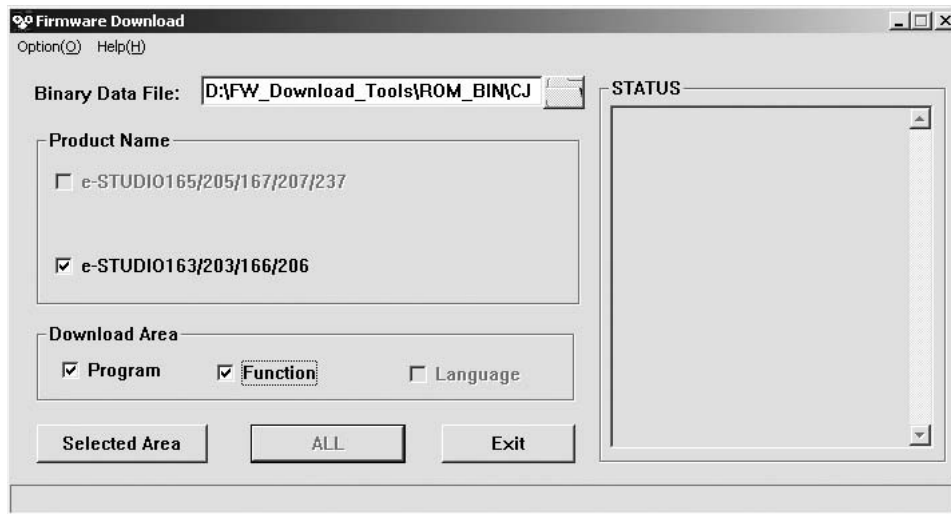 Firmware Download
Option(O) Help(H)
Binary Data File: D:\FW_Download_Tools\ROM_BIN\CJ
STATUS
Product Name
e-STUDIO165/205/167/207/237
e-STUDIO163/203/166/206
Download Area
Program Function Language
Selected Area ALL Exit